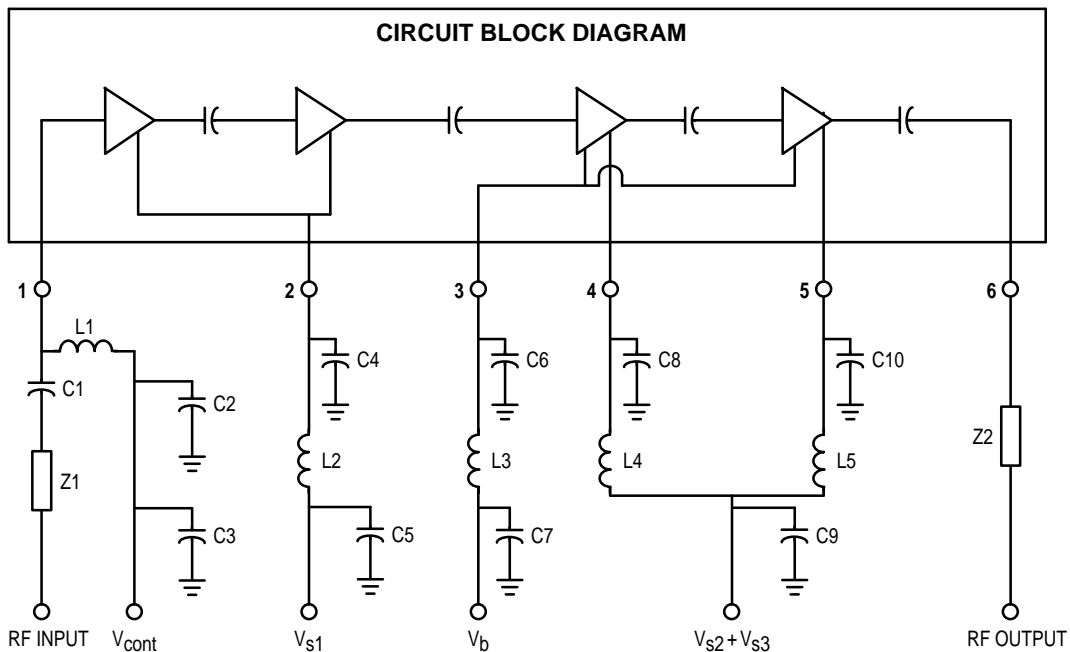 CIRCUIT BLOCK DIAGRAM
1
2
3
4
5
6
L1
C1
C2
Z1
C3
C4
L2
C5
C6
L3
C7
C8
L4
C10
L5
C9
Z2
RF INPUT
Vcont
Vs1
Vb
Vs2 + Vs3
RF OUTPUT